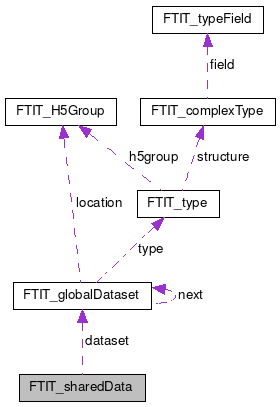 FTIT_typeField
field
FTIT_H5Group
FTIT_complexType
h5group
structure
location
FTIT_type
type
FTIT_globalDataset
next
dataset
FTIT_sharedData